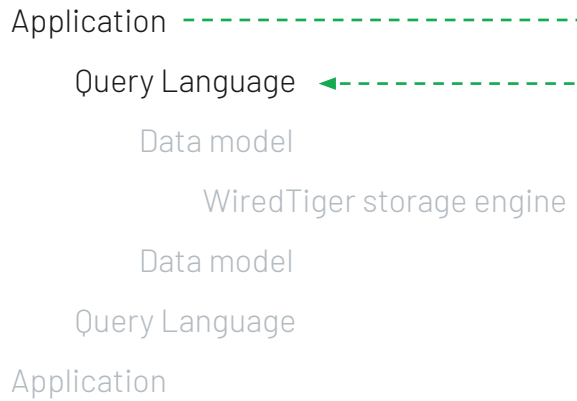 Application
Query Language
Data model
WiredTiger storage engine
Data model
Query Language
Application